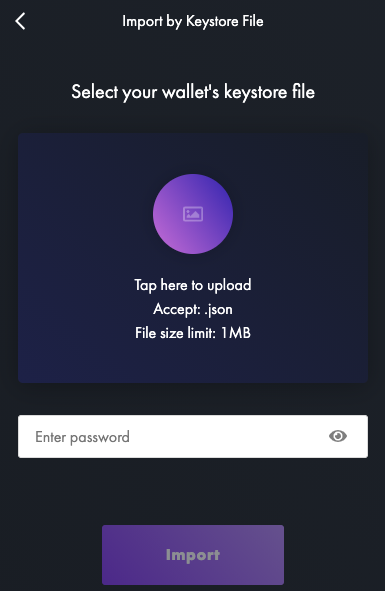 Import by Keystore File
Select your wallet's keystore file
Tap here to upload
Accept: .json
File size limit: 1MB
Enter password
Import